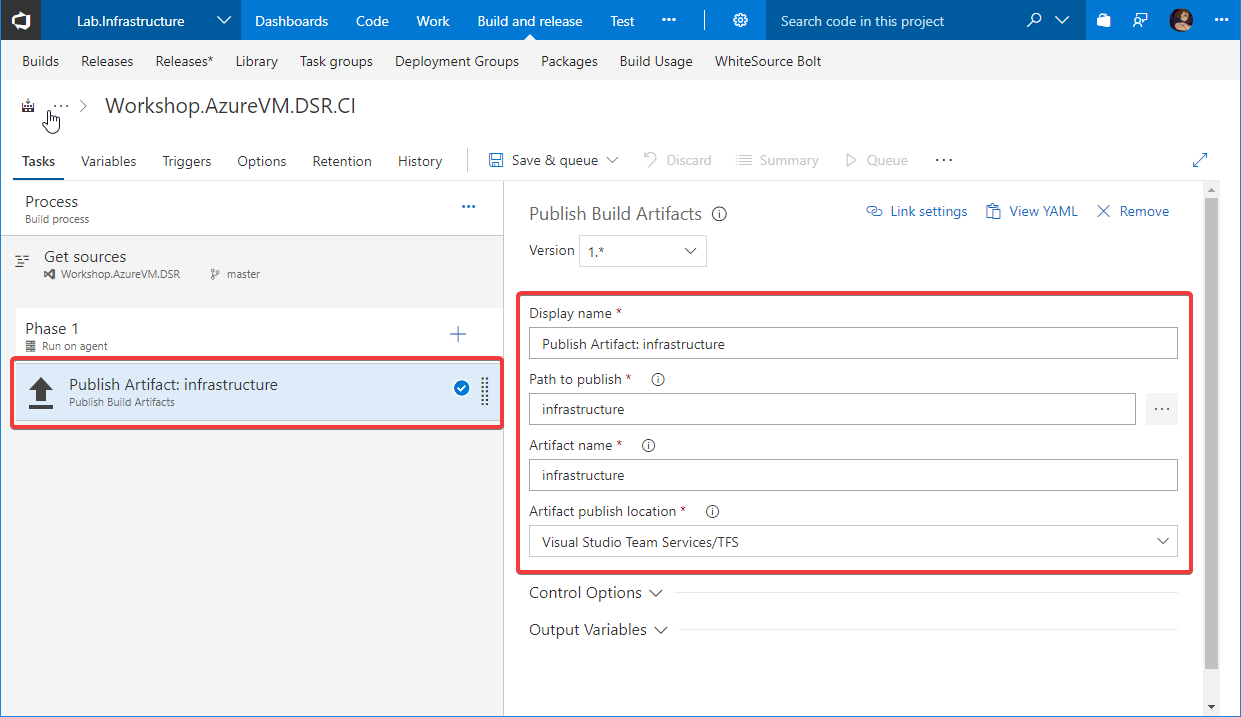 Lab.Infrastructure Dashboards Code Work Build and release Test ··· Search code in this project ···
Builds Releases Releases* Library Task groups Deployment Groups Packages Build Usage WhiteSource Bolt
··· > Workshop.AzureVM.DSR.CI
Tasks Variables Triggers Options Retention History Save & queue Discard Summary Queue ···
Process ···
Build process
Get sources
Workshop.AzureVM.DSR master
Phase 1 +
Run on agent
Publish Artifact: infrastructure
Publish Build Artifacts
Publish Build Artifacts Link settings View YAML Remove
Version 1.*
Display name *
Publish Artifact: infrastructure
Path to publish *
infrastructure ···
Artifact name *
infrastructure
Artifact publish location *
Visual Studio Team Services/TFS
Control Options
Output Variables